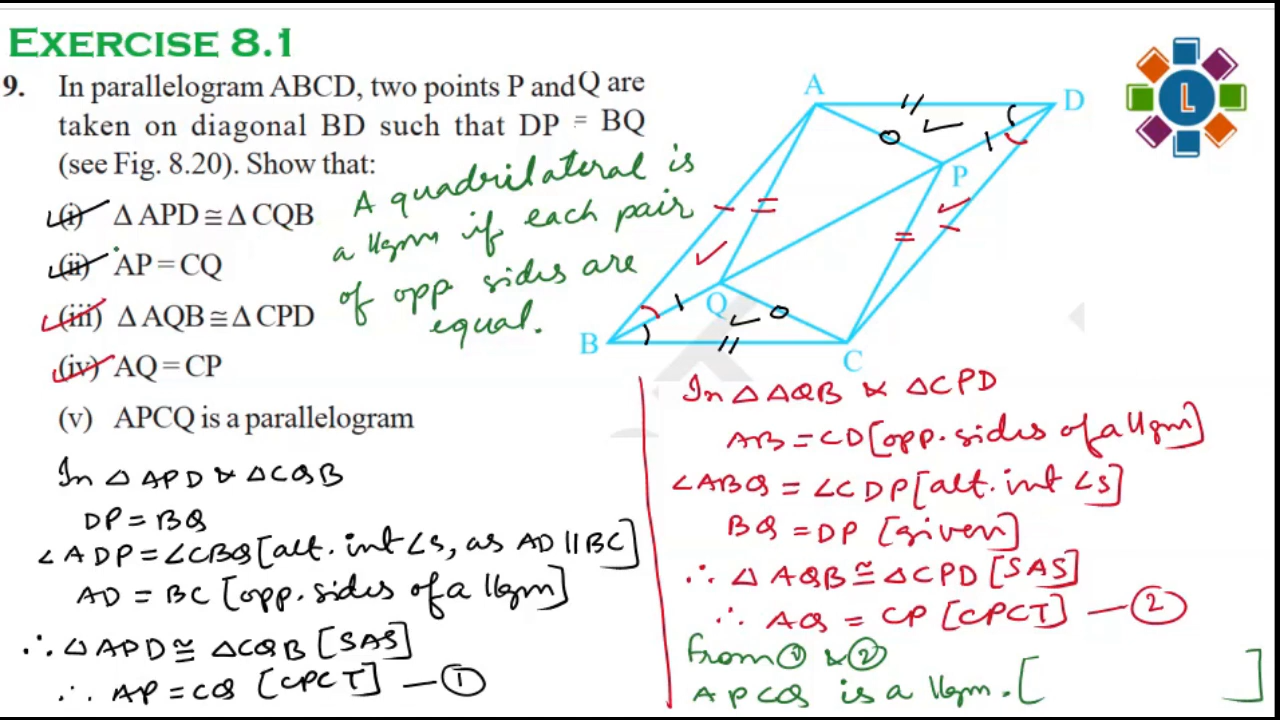 EXERCISE 8.1
9. In parallelogram ABCD, two points P and Q are
taken on diagonal BD such that DP = BQ
(see Fig. 8.20). Show that:
(i) Δ APD ≅ Δ CQB
(ii) AP = CQ
(iii) Δ AQB ≅ Δ CPD
(iv) AQ = CP
(v) APCQ is a parallelogram
A quadrilateral is
a llgm if each pair
of opp. sides are
equal.
A
D
P
Q
B
C
L
In Δ APD & Δ CQB
DP = BQ
∠ADP = ∠CBQ [alt. int ∠s, as AD || BC]
AD = BC [opp. sides of a llgm]
∴ Δ APD ≅ Δ CQB [SAS]
∴ AP = CQ [CPCT] — ①
In Δ AQB & Δ CPD
AB = CD [opp. sides of a llgm]
∠ABQ = ∠CDP [alt. int ∠s]
BQ = DP [given]
∴ Δ AQB ≅ Δ CPD [SAS]
∴ AQ = CP [CPCT] — ②
from ① & ②
APCQ is a llgm. [ ]